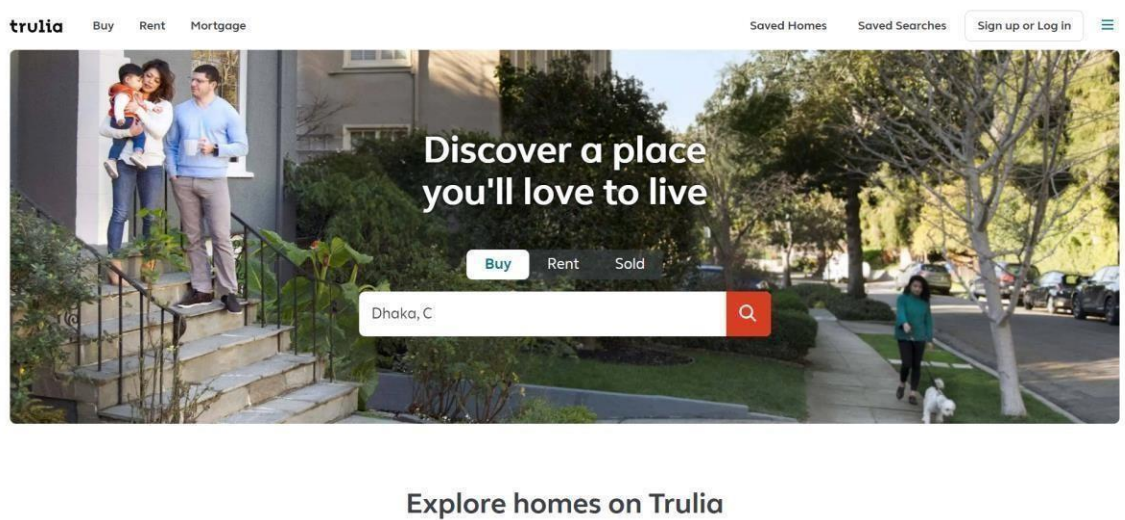 trulia Buy Rent Mortgage Saved Homes Saved Searches Sign up or Log in
Discover a place
you'll love to live
Buy Rent Sold
Dhaka, C
Explore homes on Trulia